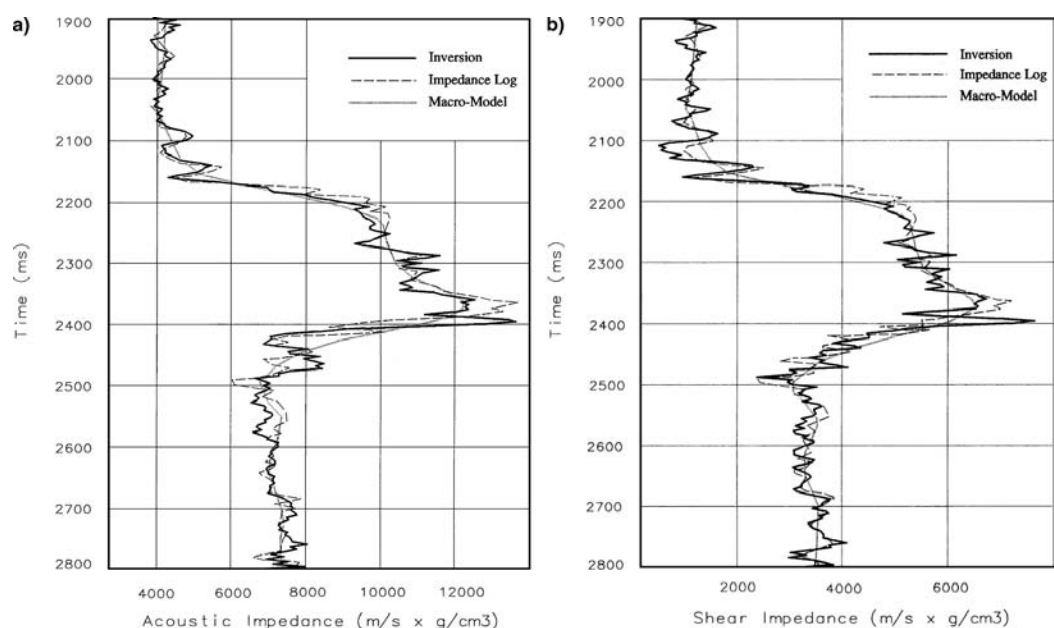 a)
1900
2000
2100
2200
2300
2400
2500
2600
2700
2800
Time (ms)
Inversion
Impedance Log
Macro-Model
4000 6000 8000 10000 12000
Acoustic Impedance (m/s x g/cm3)
b)
1900
2000
2100
2200
2300
2400
2500
2600
2700
2800
Time (ms)
Inversion
Impedance Log
Macro-Model
2000 4000 6000
Shear Impedance (m/s x g/cm3)